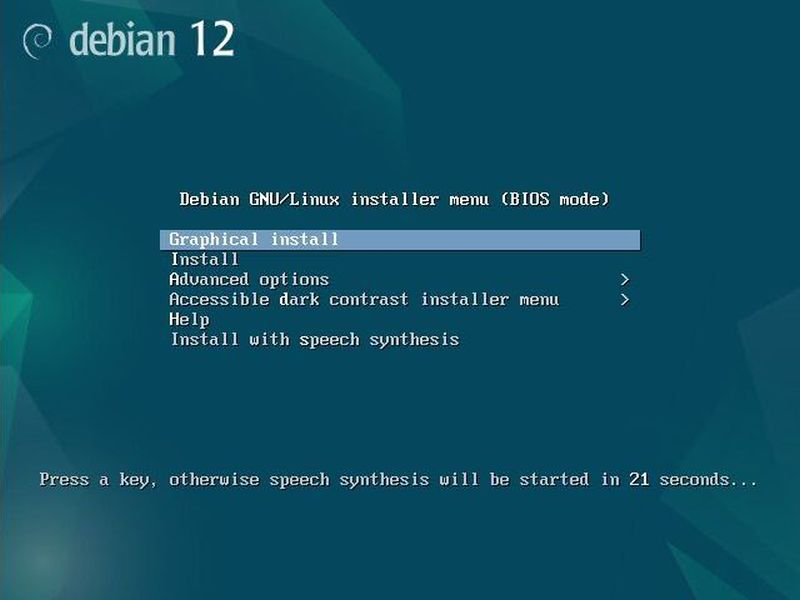 debian 12
Debian GNU/Linux installer menu (BIOS mode)
Graphical install
Install
Advanced options >
Accessible dark contrast installer menu >
Help
Install with speech synthesis
Press a key, otherwise speech synthesis will be started in 21 seconds...